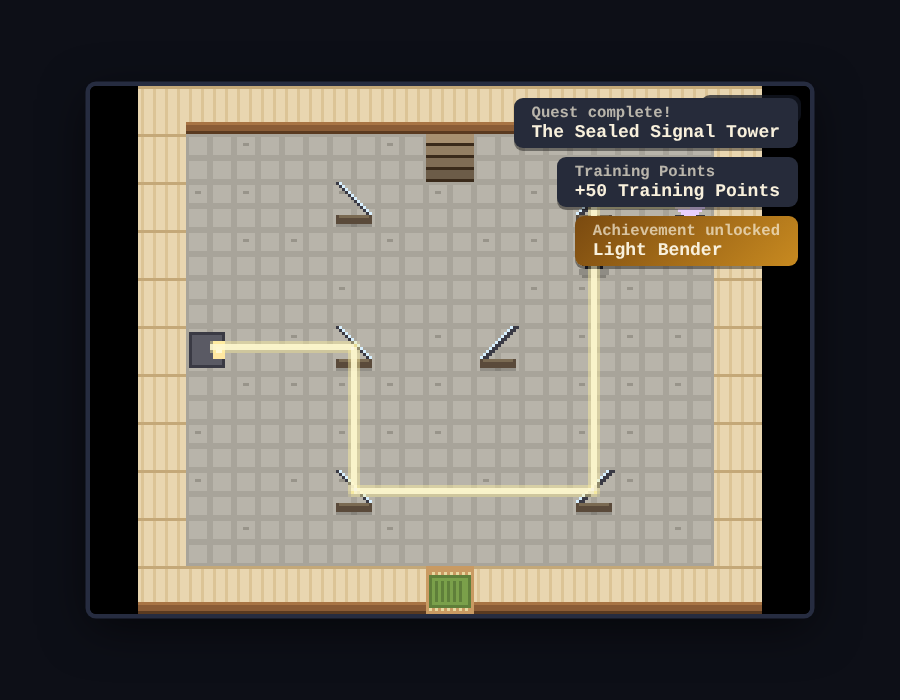 Quest complete!
The Sealed Signal Tower
Training Points
+50 Training Points
Achievement unlocked
Light Bender